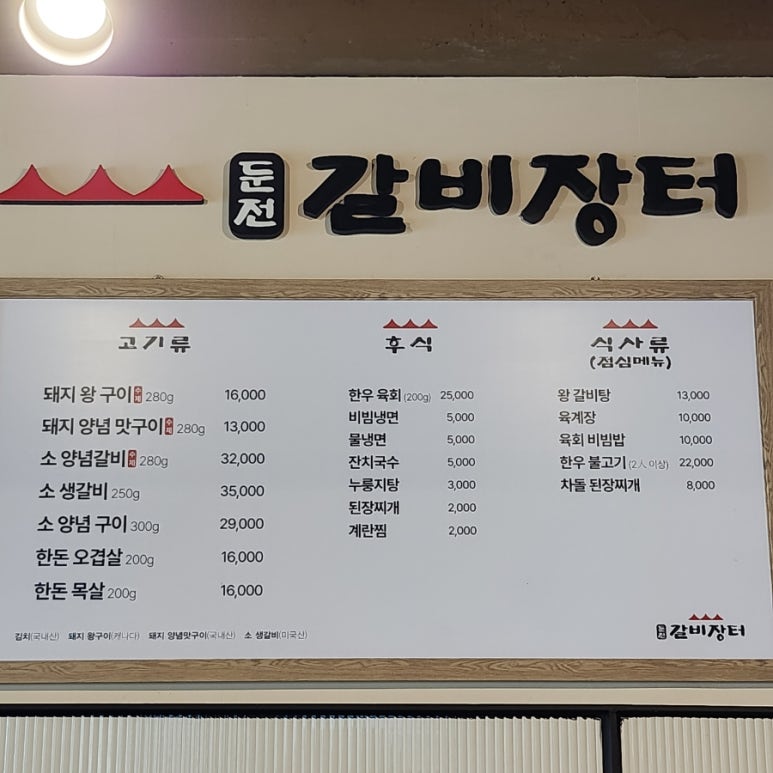 둔전 갈비장터
고기류
돼지 왕 구이 수제 280g 16,000
돼지 양념 맛구이 수제 280g 13,000
소 양념갈비 수제 280g 32,000
소 생갈비 250g 35,000
소 양념 구이 300g 29,000
한돈 오겹살 200g 16,000
한돈 목살 200g 16,000
김치(국내산) 돼지 왕구이(캐나다) 돼지 양념맛구이(국내산) 소 생갈비(미국산)
후식
한우 육회 (200g) 25,000
비빔냉면 5,000
물냉면 5,000
잔치국수 5,000
누룽지탕 3,000
된장찌개 2,000
계란찜 2,000
식사류
(점심메뉴)
왕 갈비탕 13,000
육계장 10,000
육회 비빔밥 10,000
한우 불고기 (2人 이상) 22,000
차돌 된장찌개 8,000
둔전 갈비장터